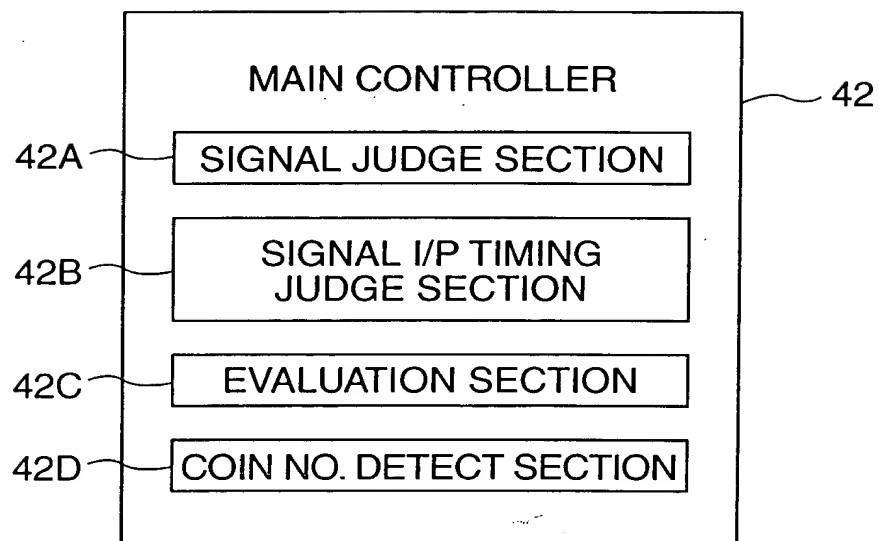 MAIN CONTROLLER
42
42A
SIGNAL JUDGE SECTION
42B
SIGNAL I/P TIMING
JUDGE SECTION
42C
EVALUATION SECTION
42D
COIN NO. DETECT SECTION